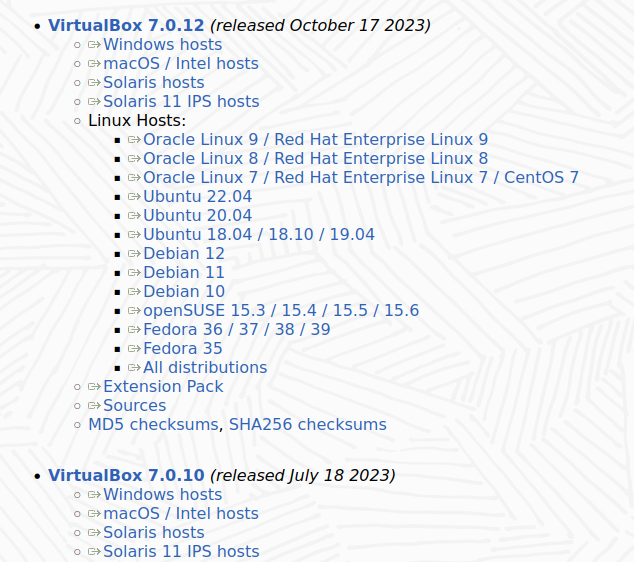 VirtualBox 7.0.12 (released October 17 2023)
Windows hosts
macOS / Intel hosts
Solaris hosts
Solaris 11 IPS hosts
Linux Hosts:
Oracle Linux 9 / Red Hat Enterprise Linux 9
Oracle Linux 8 / Red Hat Enterprise Linux 8
Oracle Linux 7 / Red Hat Enterprise Linux 7 / CentOS 7
Ubuntu 22.04
Ubuntu 20.04
Ubuntu 18.04 / 18.10 / 19.04
Debian 12
Debian 11
Debian 10
openSUSE 15.3 / 15.4 / 15.5 / 15.6
Fedora 36 / 37 / 38 / 39
Fedora 35
All distributions
Extension Pack
Sources
MD5 checksums, SHA256 checksums
VirtualBox 7.0.10 (released July 18 2023)
Windows hosts
macOS / Intel hosts
Solaris hosts
Solaris 11 IPS hosts